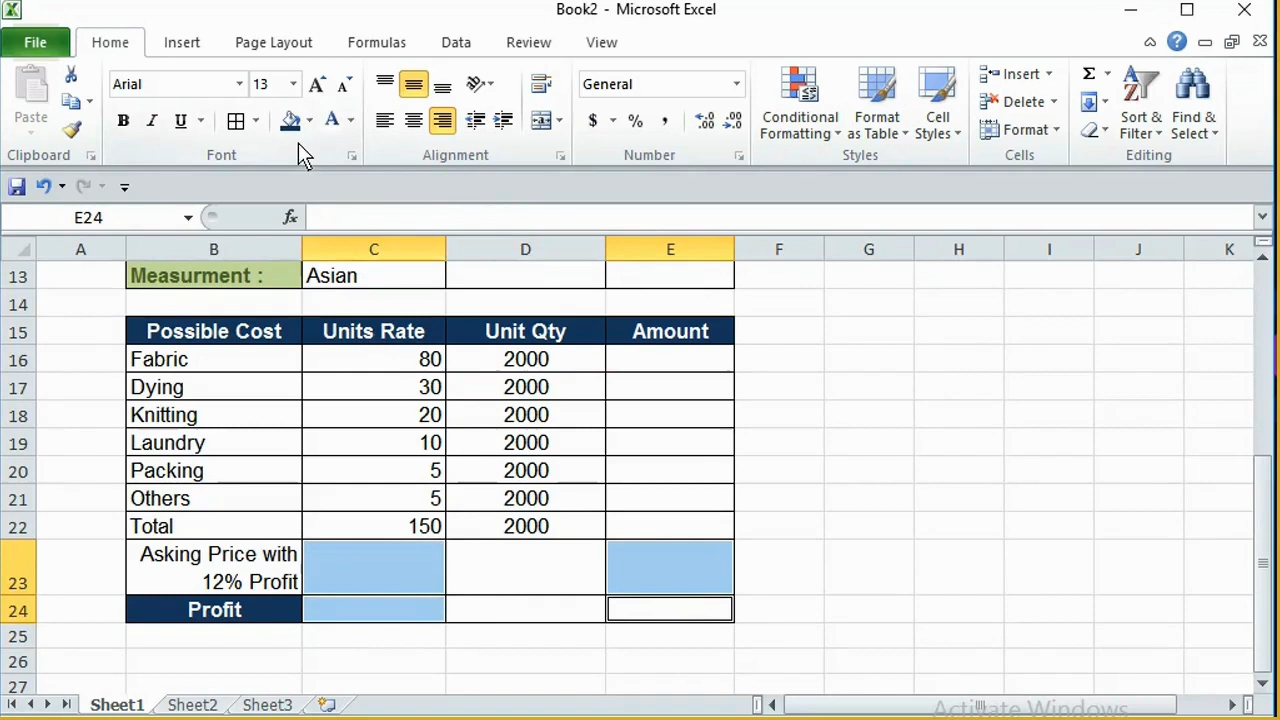 Book2 - Microsoft Excel
File Home Insert Page Layout Formulas Data Review View
Paste
Clipboard
Arial 13
B I U A
Font
Alignment
General
$ % ,
Number
Conditional Formatting
Format as Table
Cell Styles
Styles
Insert
Delete
Format
Cells
Σ
Sort & Filter
Find & Select
Editing
E24 fx
A B C D E F G H I J K
13 Measurment : Asian
14
15 Possible Cost Units Rate Unit Qty Amount
16 Fabric 80 2000
17 Dying 30 2000
18 Knitting 20 2000
19 Laundry 10 2000
20 Packing 5 2000
21 Others 5 2000
22 Total 150 2000
Asking Price with
23 12% Profit
24 Profit
25
26
27
Sheet1 Sheet2 Sheet3
Activate Windows